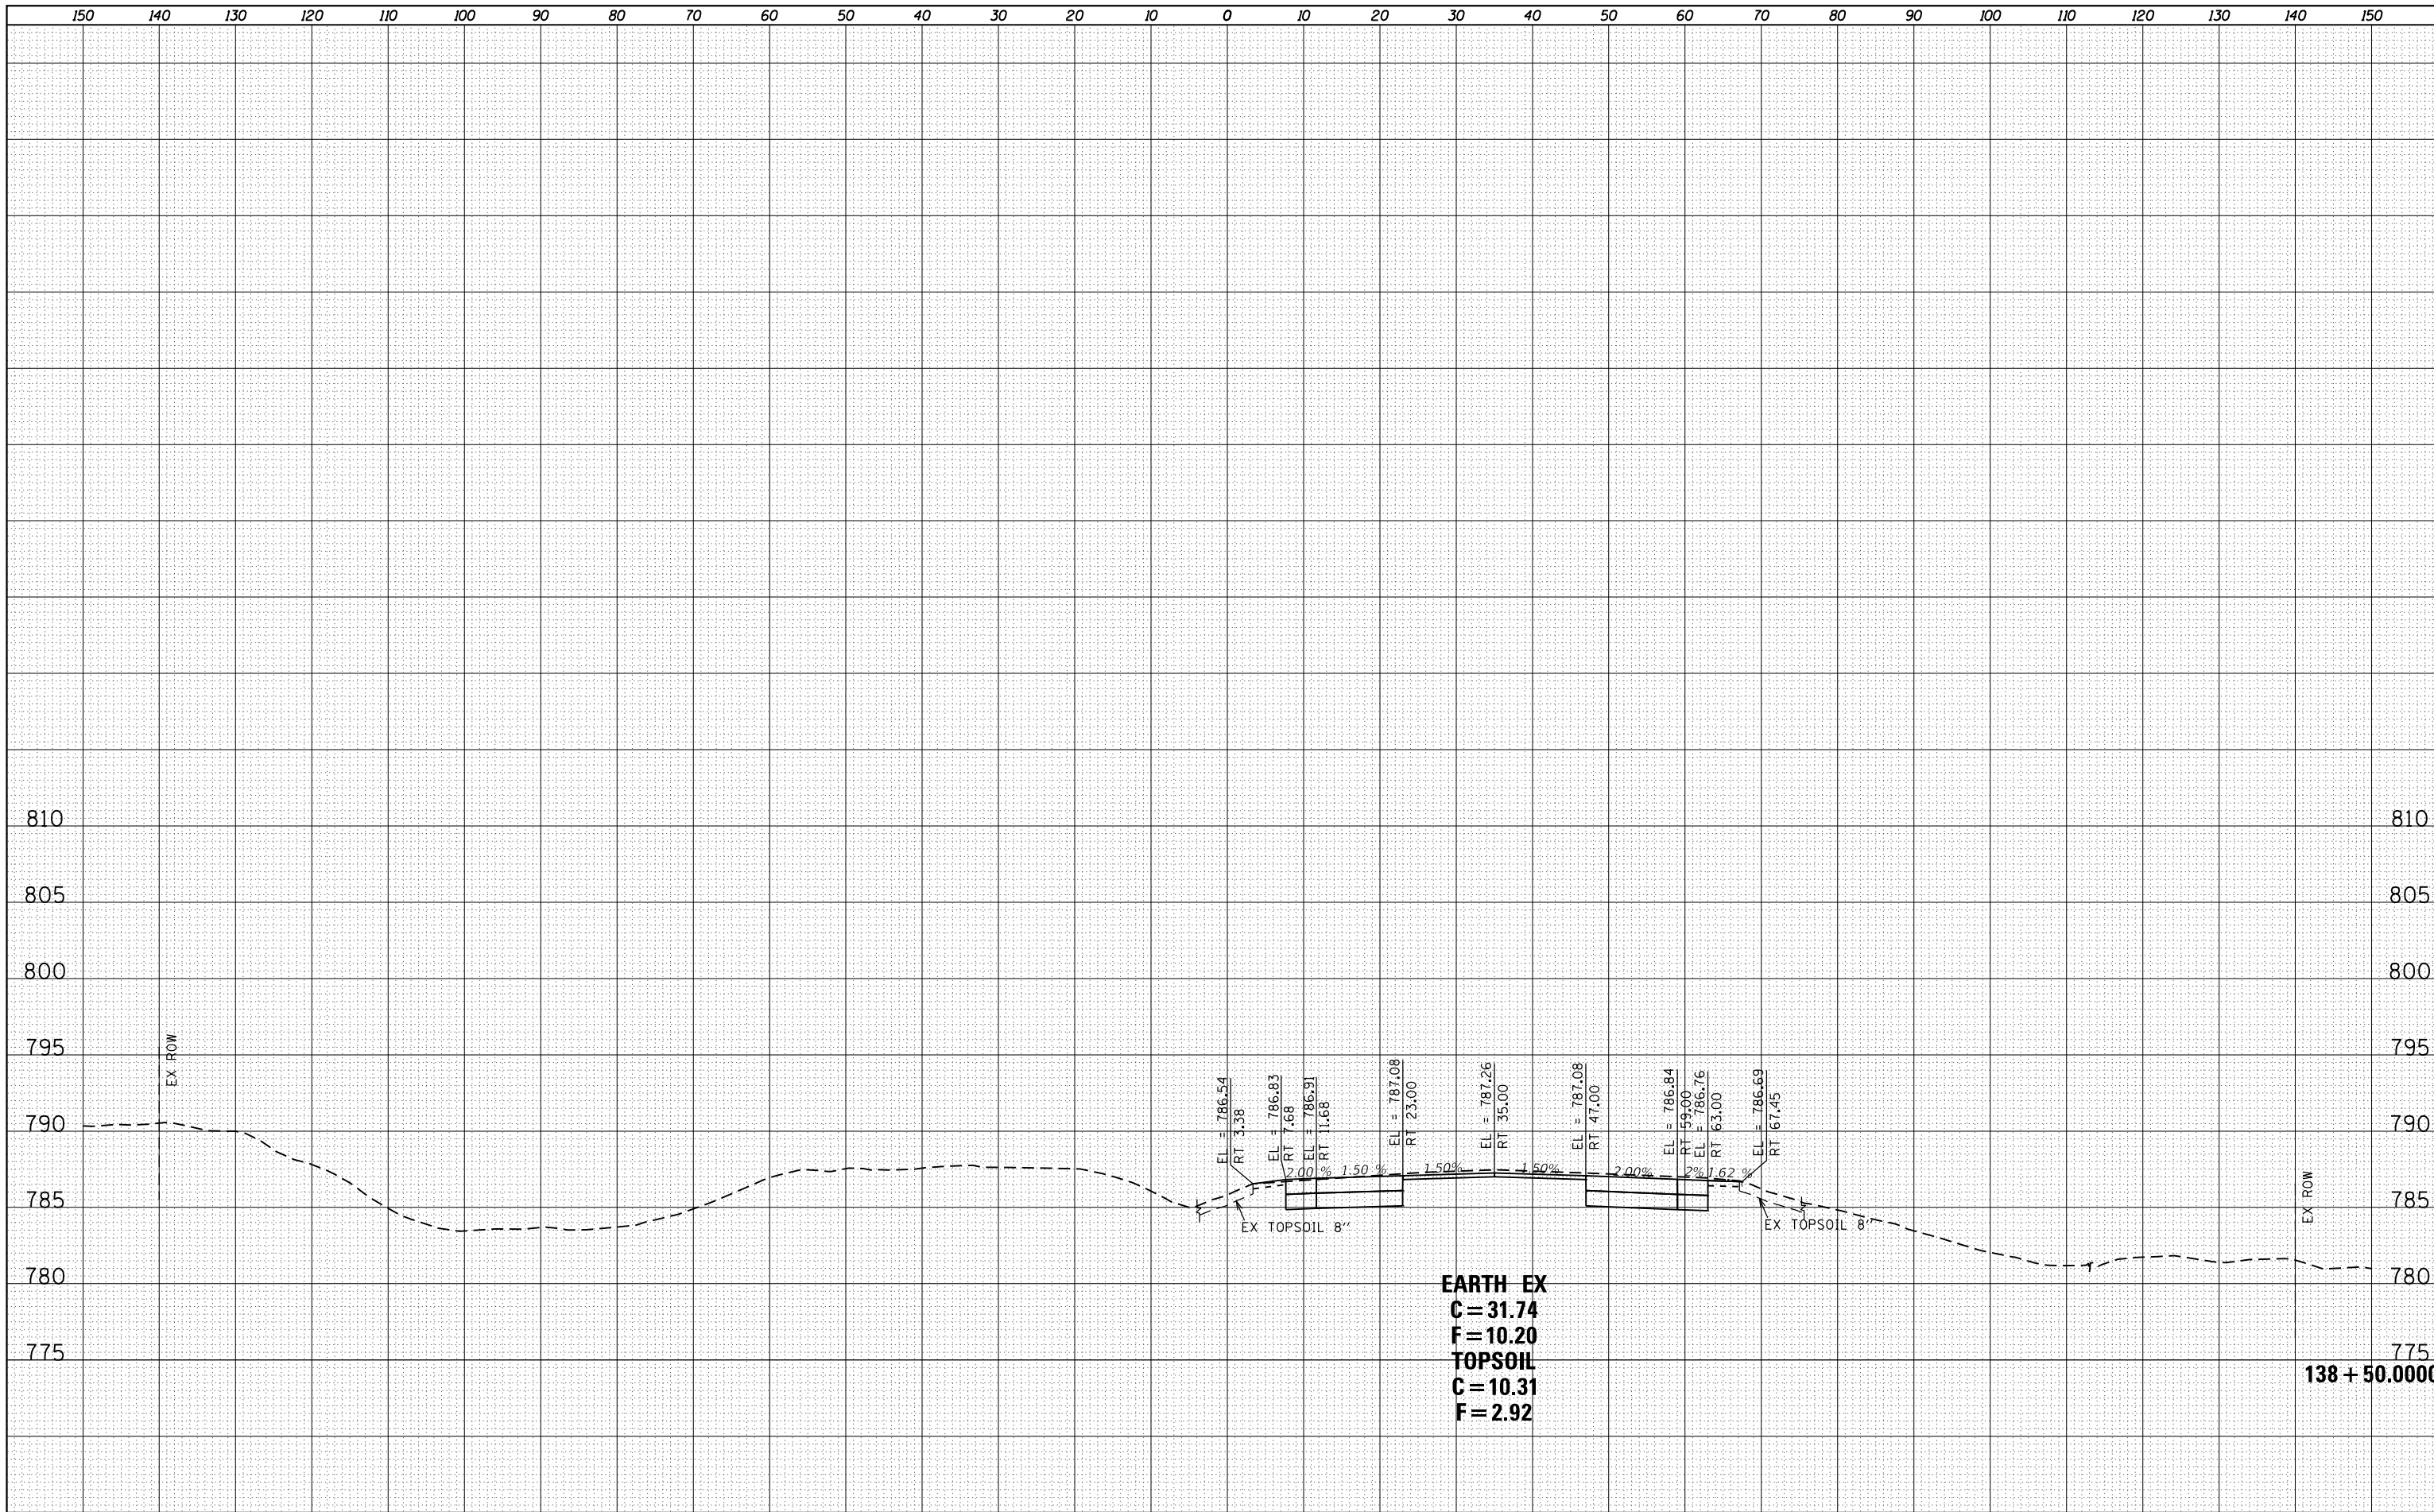 150 140 130 120 110 100 90 80 70 60 50 40 30 20 10 0 10 20 30 40 50 60 70 80 90 100 110 120 130 140 150
810 810
805 805
800 800
795 795
790 790
785 785
780 780
775 775
EX ROW
EL = 786.54
RT 3.38
EL = 786.83
RT 7.68
EL = 786.91
RT 11.68
EL = 787.08
RT 23.00
EL = 787.26
RT 35.00
EL = 787.08
RT 47.00
EL = 786.84
RT 59.00
EL = 786.76
RT 63.00
EL = 786.69
RT 67.45
2.00 % 1.50 % 1.50% 1.50% 2.00% 2% 1.62 %
EX TOPSOIL 8''
EX TOPSOIL 8''
EX ROW
EARTH EX
C=31.74
F=10.20
TOPSOIL
C=10.31
F=2.92
138+50.0000